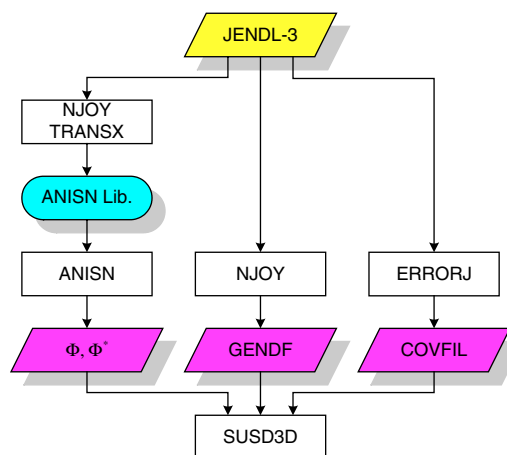 JENDL-3
NJOY
TRANSX
ANISN Lib.
ANISN
NJOY
ERRORJ
Φ, Φ*
GENDF
COVFIL
SUSD3D